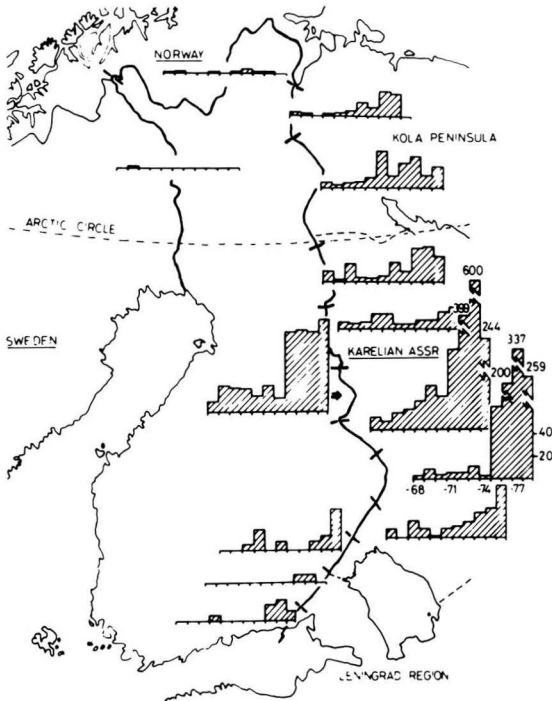 NORWAY
KOLA PENINSULA
ARCTIC CIRCLE
600
399
244
SWEDEN
KARELIAN ASSR
337
200
259
40
20
-68 -71 -74 -77
LENINGRAD REGION